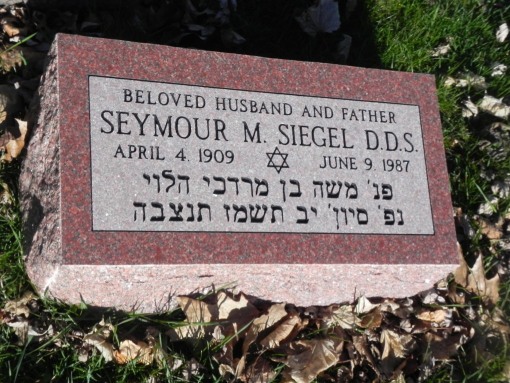 BELOVED HUSBAND AND FATHER
SEYMOUR M. SIEGEL D.D.S.
APRIL 4, 1909 JUNE 9, 1987
פנ' משה בן מרדכי הלוי
נפ' סיון' יב תשמז תנצבה